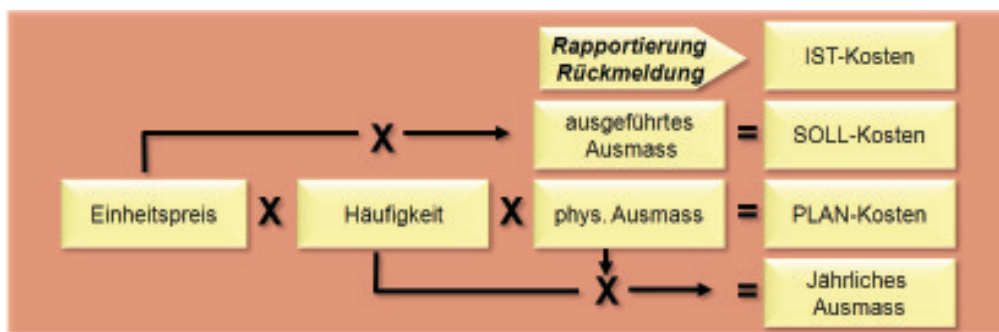 Rapportierung
Rückmeldung
IST-Kosten
X
ausgeführtes
Ausmass
=
SOLL-Kosten
Einheitspreis
X
Häufigkeit
X
phys. Ausmass
=
PLAN-Kosten
X
=
Jährliches
Ausmass